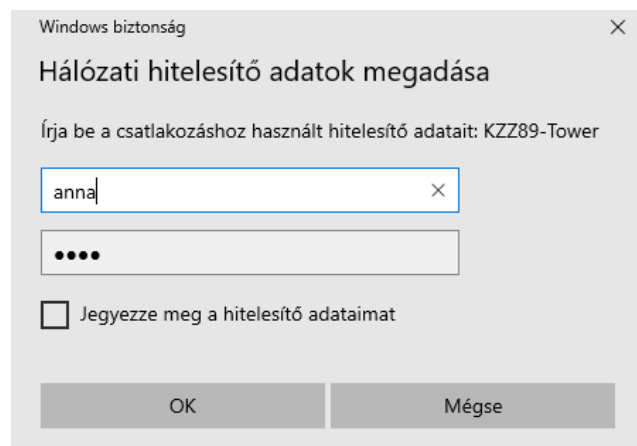 Windows biztonság
Hálózati hitelesítő adatok megadása
Írja be a csatlakozáshoz használt hitelesítő adatait: KZZ89-Tower
anna
••••
Jegyezze meg a hitelesítő adataimat
OK Mégse